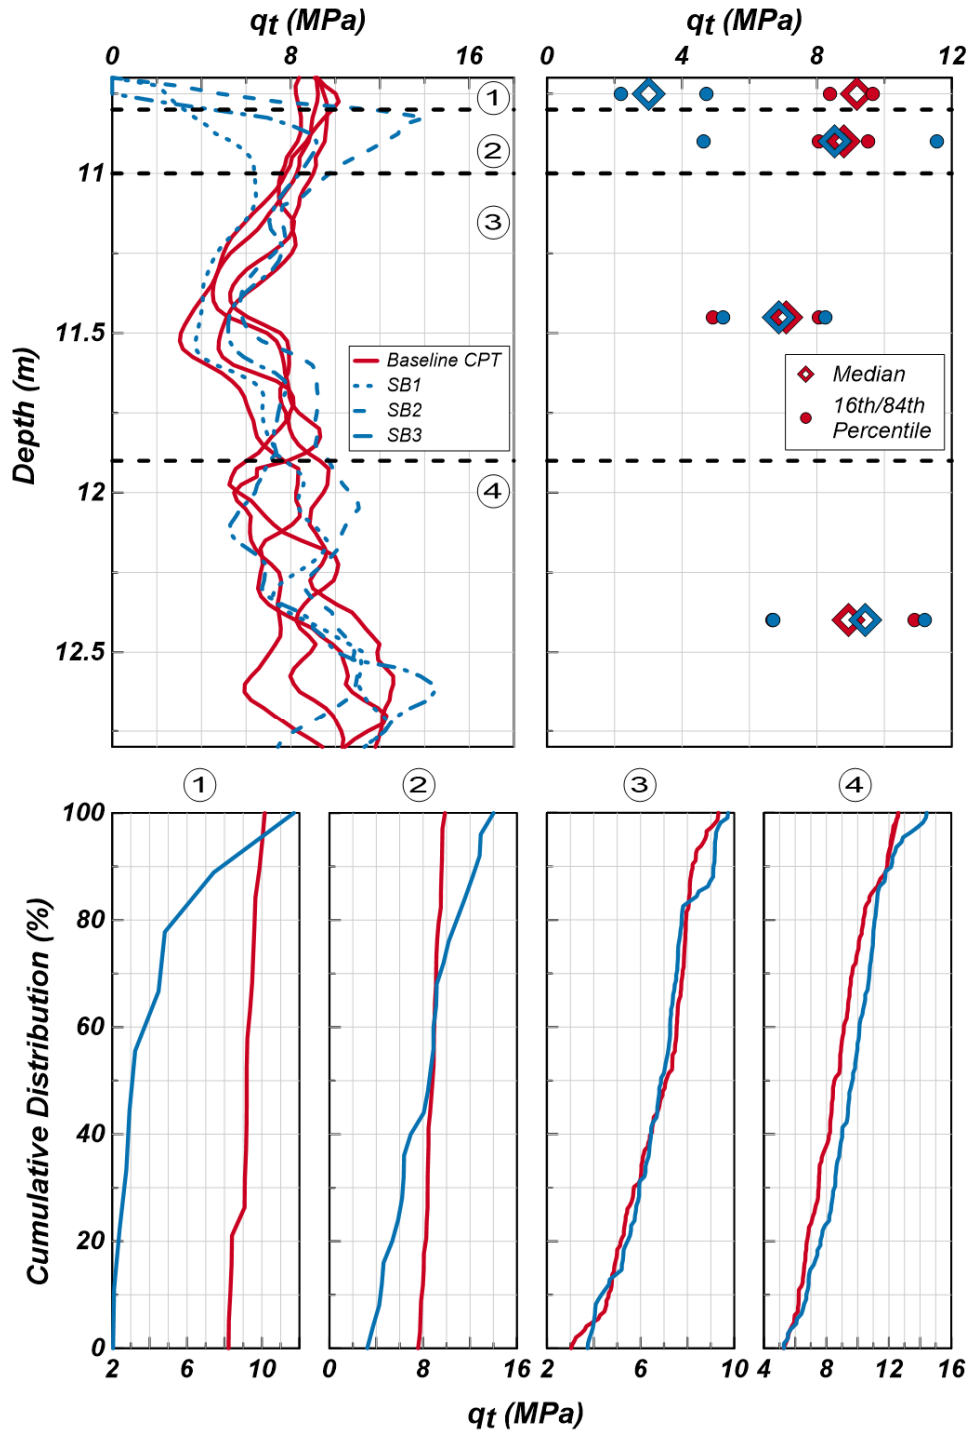 qt (MPa)
qt (MPa)
0 8 16
0 4 8 12
1
2
11
3
11.5
Baseline CPT
SB1
SB2
SB3
Median
16th/84th
Percentile
Depth (m)
4
12
12.5
1 2 3 4
100
80
60
40
20
0
Cumulative Distribution (%)
2 6 10
0 8 16
2 6 10
4 8 12 16
qt (MPa)